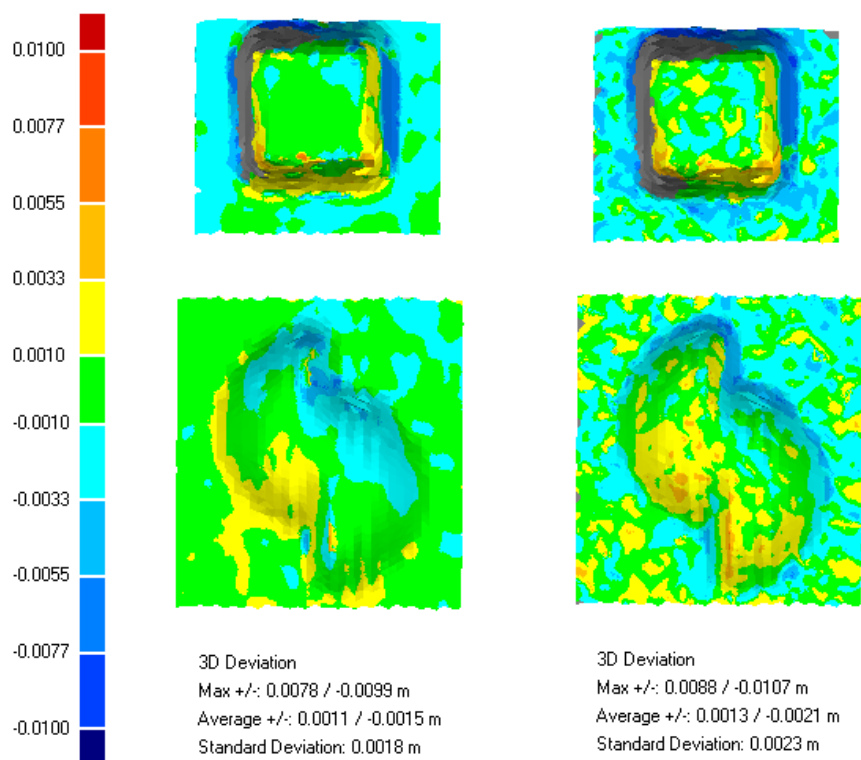 0.0100
0.0077
0.0055
0.0033
0.0010
-0.0010
-0.0033
-0.0055
-0.0077
-0.0100
3D Deviation
Max +/-: 0.0078 / -0.0099 m
Average +/-: 0.0011 / -0.0015 m
Standard Deviation: 0.0018 m
3D Deviation
Max +/-: 0.0088 / -0.0107 m
Average +/-: 0.0013 / -0.0021 m
Standard Deviation: 0.0023 m